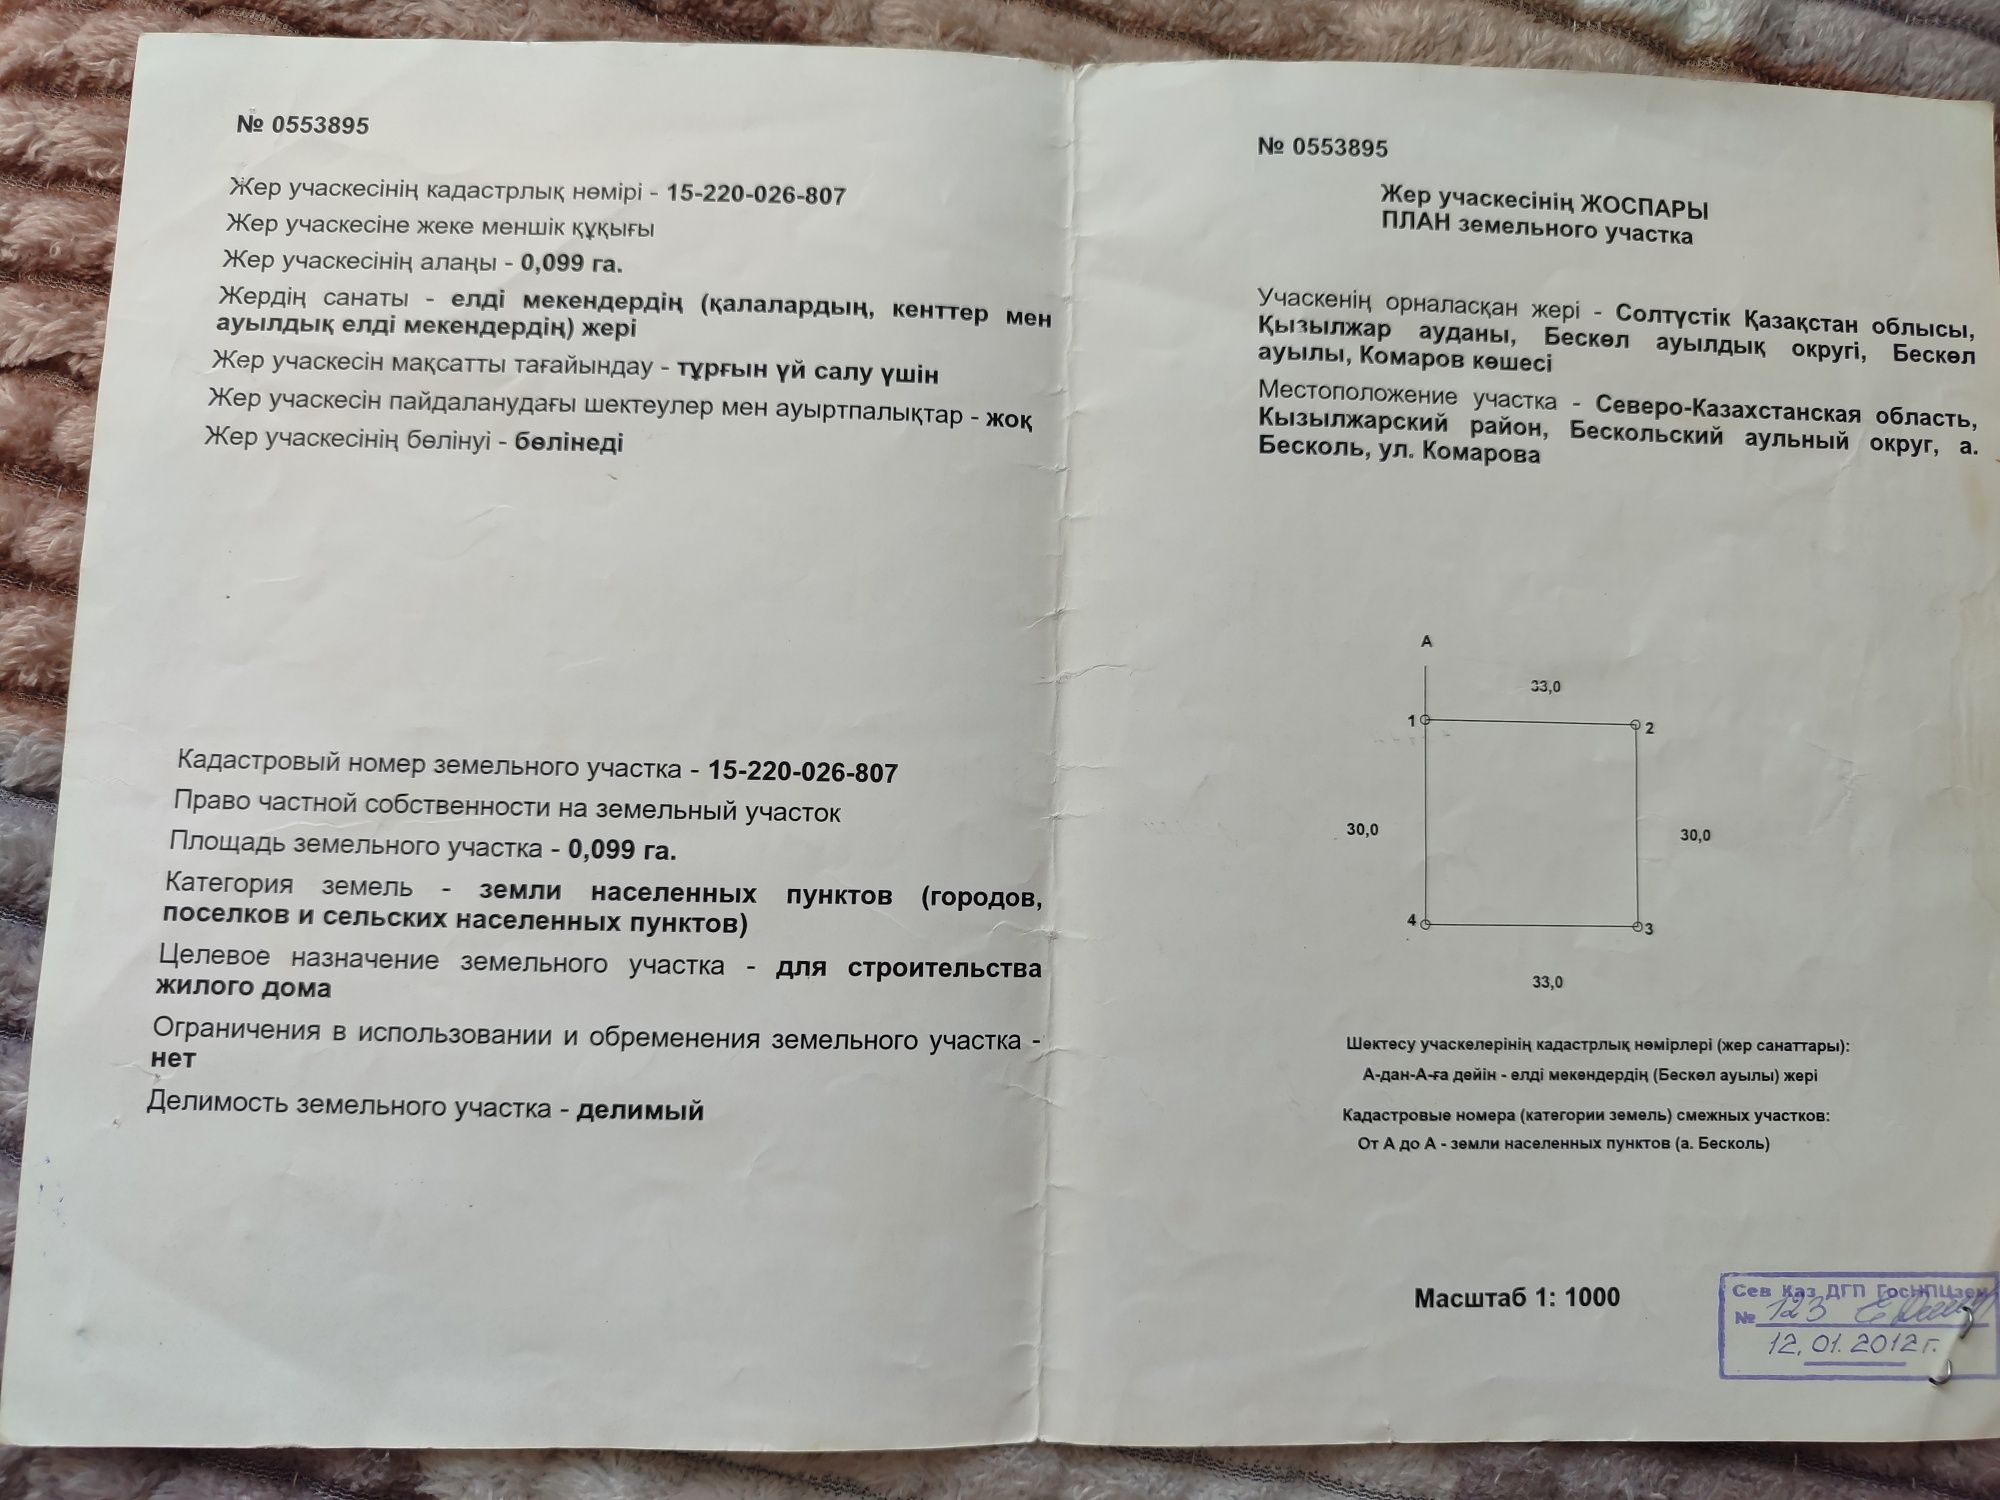 № 0553895
Жер учаскесінің кадастрлық нөмірі - 15-220-026-807
Жер учаскесіне жеке меншік құқығы
Жер учаскесінің алаңы - 0,099 га.
Жердің санаты - елді мекендердің (қалалардың, кенттер мен
ауылдық елді мекендердің) жері
Жер учаскесін мақсатты тағайындау - тұрғын үй салу үшін
Жер учаскесін пайдаланудағы шектеулер мен ауыртпалықтар - жоқ
Жер учаскесінің бөлінуі - бөлінеді
Кадастровый номер земельного участка - 15-220-026-807
Право частной собственности на земельный участок
Площадь земельного участка - 0,099 га.
Категория земель - земли населенных пунктов (городов,
поселков и сельских населенных пунктов)
Целевое назначение земельного участка - для строительства
жилого дома
Ограничения в использовании и обременения земельного участка -
нет
Делимость земельного участка - делимый
№ 0553895
Жер учаскесінің ЖОСПАРЫ
ПЛАН земельного участка
Учаскенің орналасқан жері - Солтүстік Қазақстан облысы,
Қызылжар ауданы, Бескөл ауылдық округі, Бескөл
ауылы, Комаров көшесі
Местоположение участка - Северо-Казахстанская область,
Кызылжарский район, Бескольский аульный округ, а.
Бесколь, ул. Комарова
А
33,0
1
2
30,0
30,0
4
3
33,0
Шектесу учаскелерінің кадастрлық нөмірлері (жер санаттары):
А-дан-А-ға дейін - елді мекендердің (Бескөл ауылы) жері
Кадастровые номера (категории земель) смежных участков:
От А до А - земли населенных пунктов (а. Бесколь)
Масштаб 1: 1000
Сев Каз ДГП ГосНПЦзем
№ 123
12.01.2012 г.